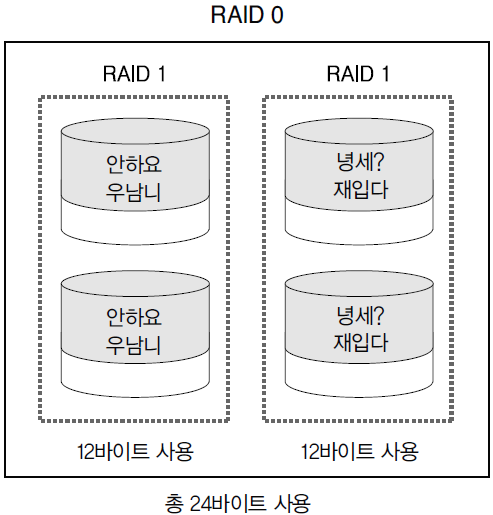 RAID 0
RAID 1
안하요
우남니
안하요
우남니
12바이트 사용
RAID 1
녕세?
재입다
녕세?
재입다
12바이트 사용
총 24바이트 사용